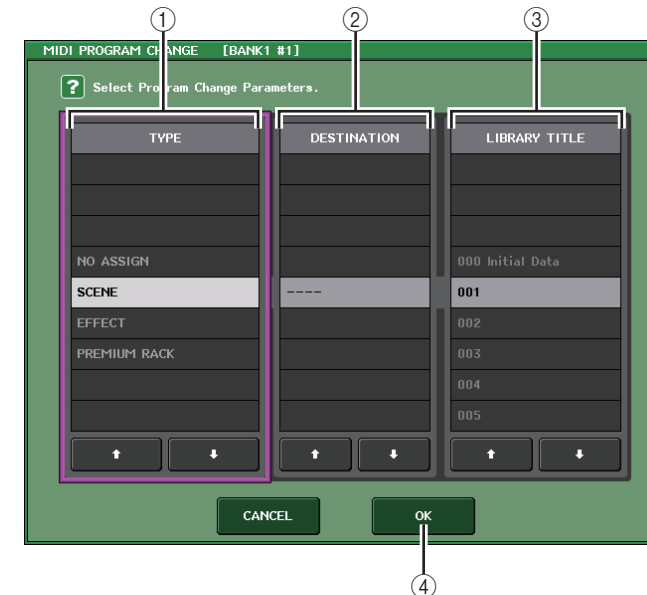 ① ② ③
MIDI PROGRAM CHANGE [BANK1 #1]
? Select Program Change Parameters.
TYPE DESTINATION LIBRARY TITLE
NO ASSIGN 000 Initial Data
SCENE ---- 001
EFFECT 002
PREMIUM RACK 003
004
005
CANCEL OK
④